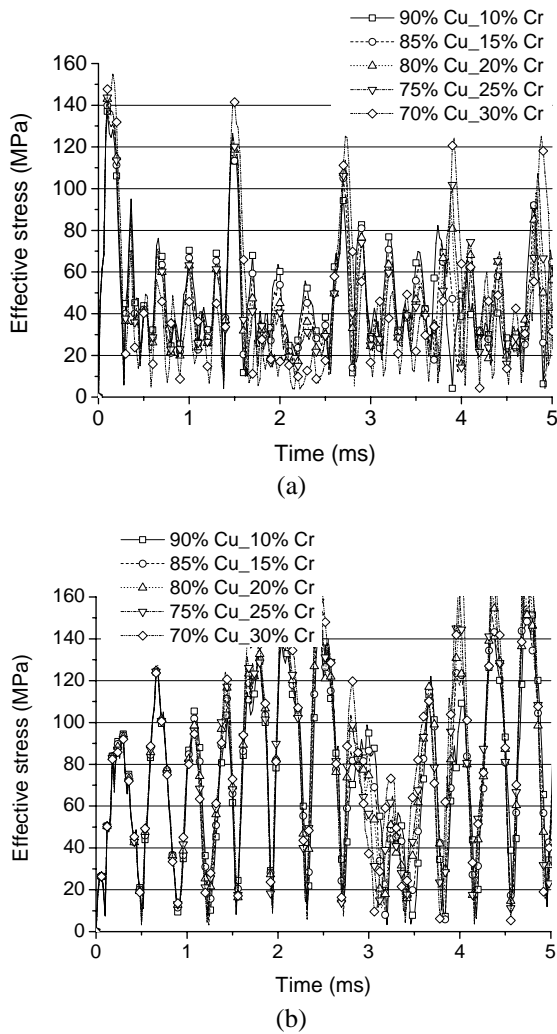 90% Cu_10% Cr
85% Cu_15% Cr
80% Cu_20% Cr
75% Cu_25% Cr
70% Cu_30% Cr
160
140
120
100
80
60
40
20
0
Effective stress (MPa)
0 1 2 3 4 5
Time (ms)
(a)
90% Cu_10% Cr
85% Cu_15% Cr
80% Cu_20% Cr
75% Cu_25% Cr
70% Cu_30% Cr
160
140
120
100
80
60
40
20
0
Effective stress (MPa)
0 1 2 3 4 5
Time (ms)
(b)